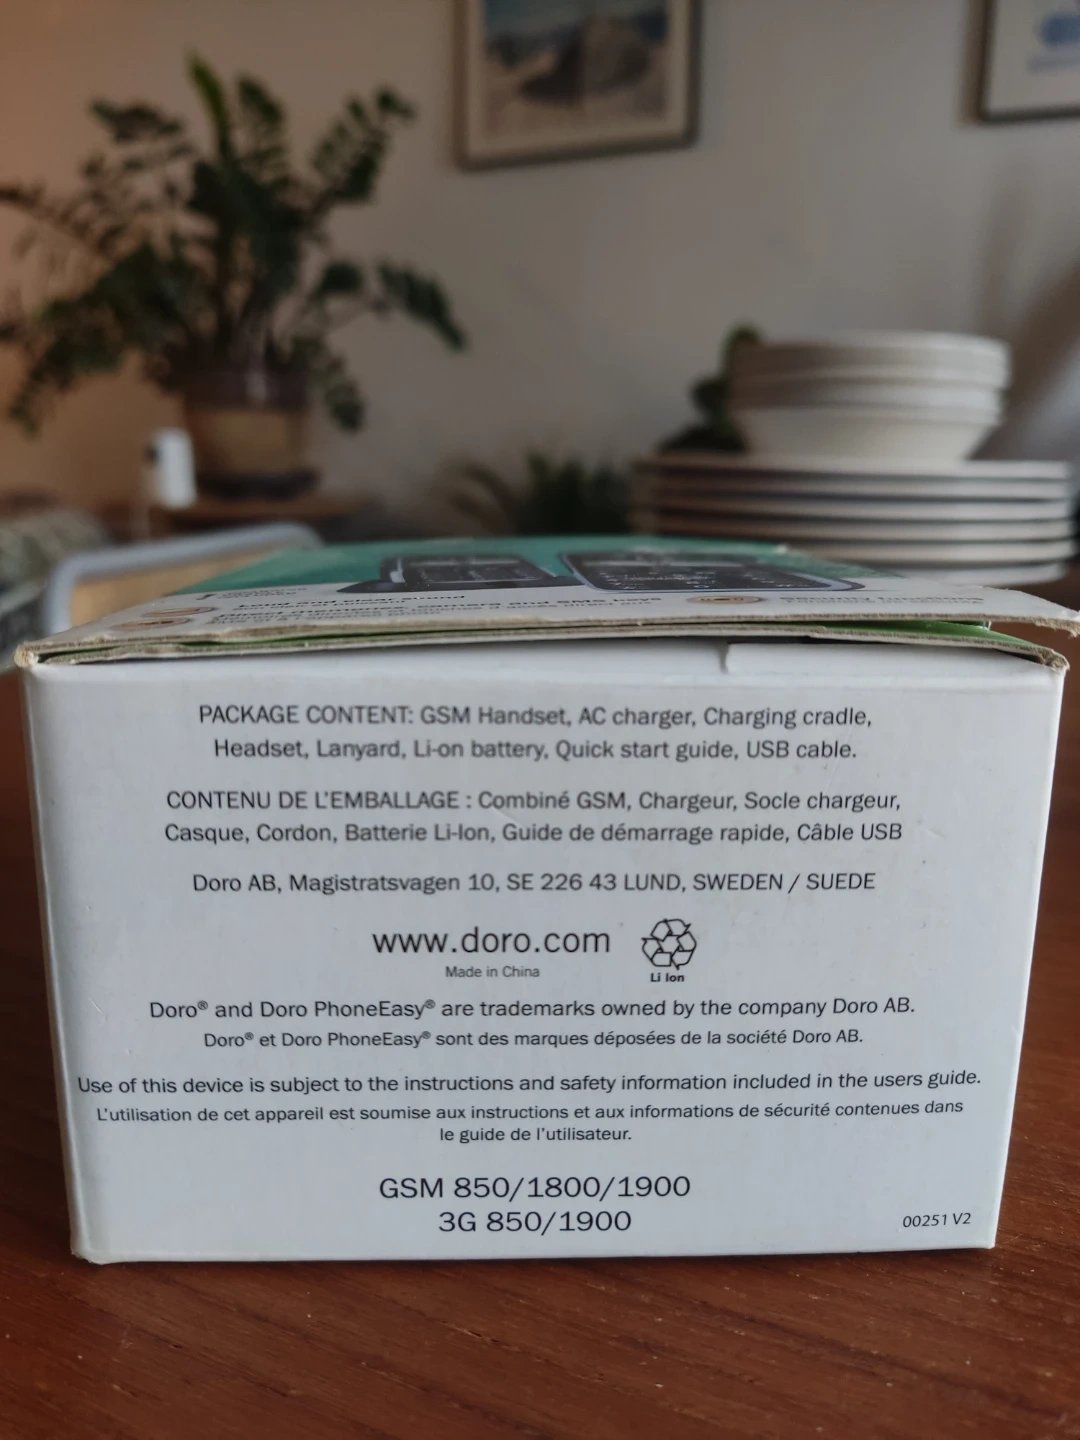 PACKAGE CONTENT: GSM Handset, AC charger, Charging cradle,
Headset, Lanyard, Li-on battery, Quick start guide, USB cable.
CONTENU DE L'EMBALLAGE : Combiné GSM, Chargeur, Socle chargeur,
Casque, Cordon, Batterie Li-Ion, Guide de démarrage rapide, Câble USB
Doro AB, Magistratsvagen 10, SE 226 43 LUND, SWEDEN / SUEDE
www.doro.com
Made in China
Li Ion
Doro® and Doro PhoneEasy® are trademarks owned by the company Doro AB.
Doro® et Doro PhoneEasy® sont des marques déposées de la société Doro AB.
Use of this device is subject to the instructions and safety information included in the users guide.
L'utilisation de cet appareil est soumise aux instructions et aux informations de sécurité contenues dans
le guide de l'utilisateur.
GSM 850/1800/1900
3G 850/1900
00251 V2